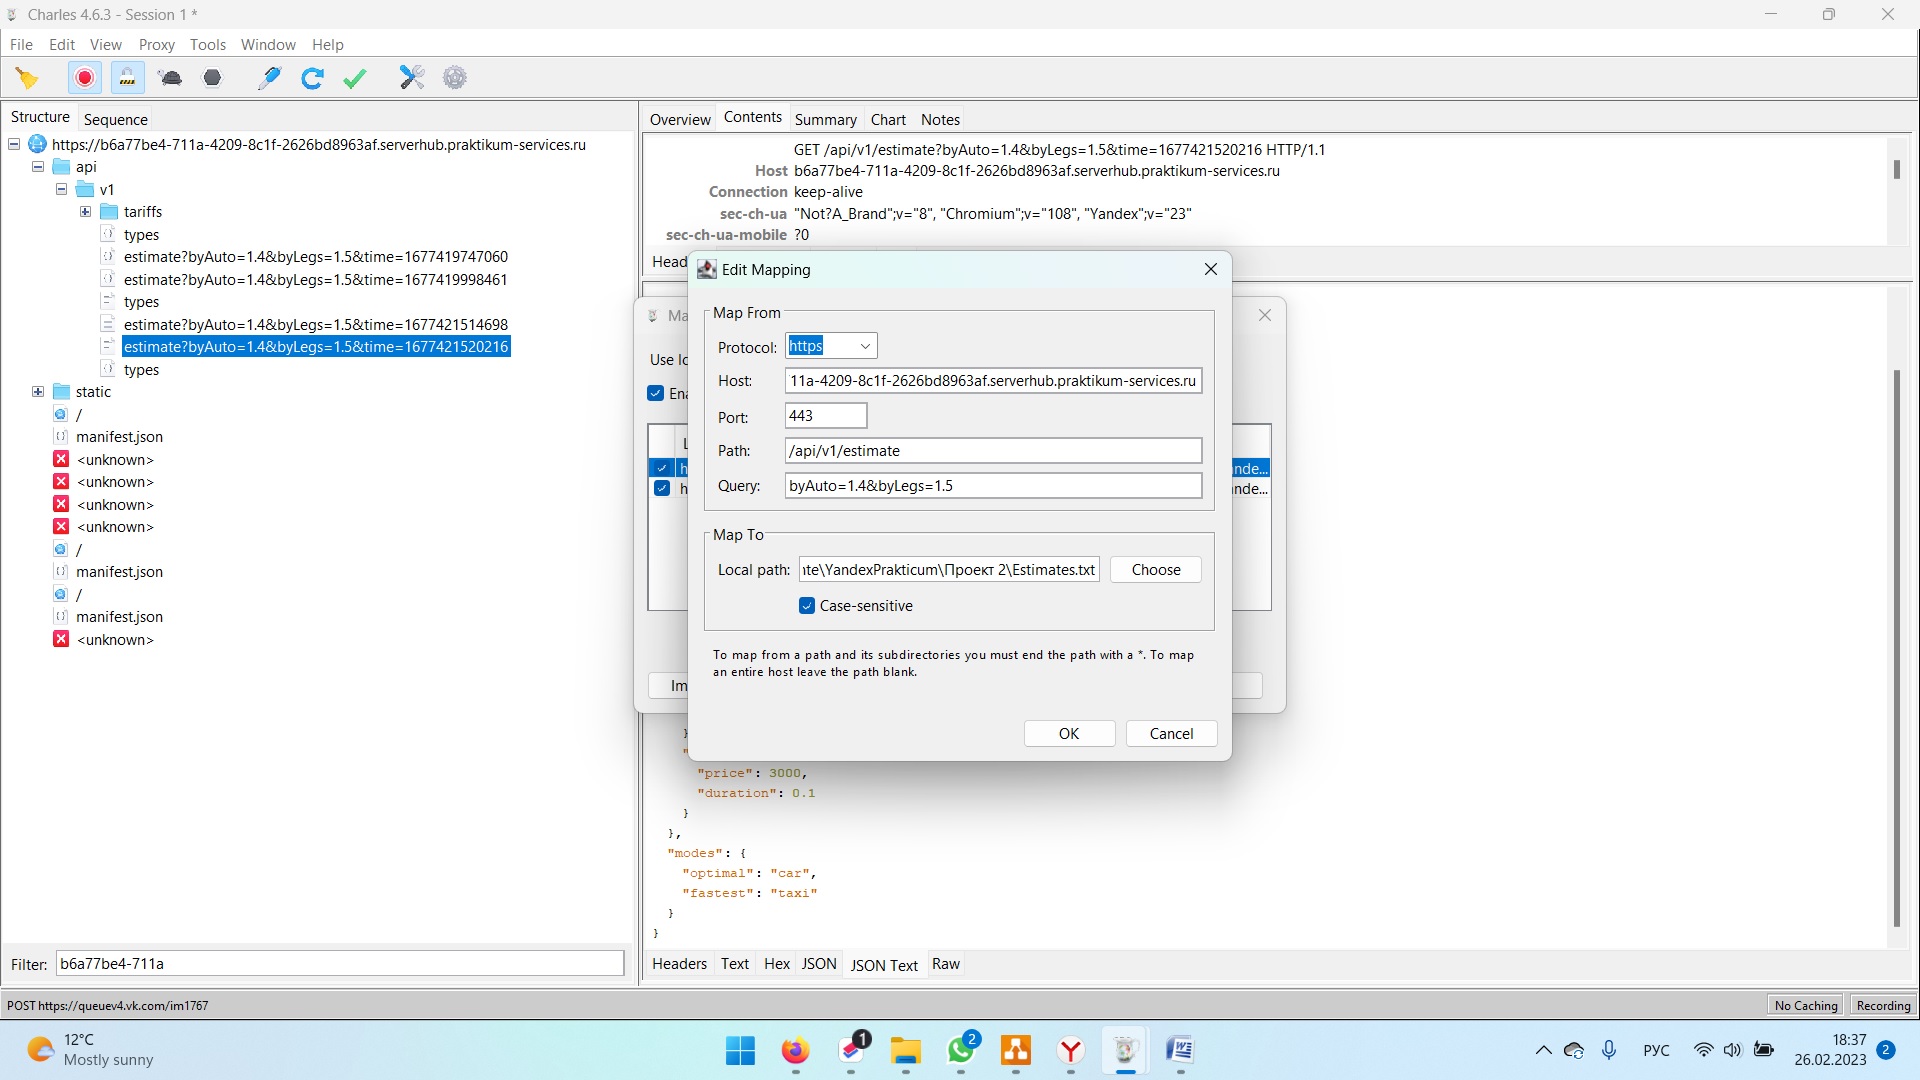 Charles 4.6.3 - Session 1 *
File Edit View Proxy Tools Window Help
Structure Sequence
https://b6a77be4-711a-4209-8c1f-2626bd8963af.serverhub.praktikum-services.ru
api
v1
tariffs
types
estimate?byAuto=1.4&byLegs=1.5&time=1677419747060
estimate?byAuto=1.4&byLegs=1.5&time=1677419998461
types
estimate?byAuto=1.4&byLegs=1.5&time=1677421514698
estimate?byAuto=1.4&byLegs=1.5&time=1677421520216
types
static
/
manifest.json
<unknown>
<unknown>
<unknown>
<unknown>
/
manifest.json
/
manifest.json
<unknown>
Filter: b6a77be4-711a
Overview Contents Summary Chart Notes
GET /api/v1/estimate?byAuto=1.4&byLegs=1.5&time=1677421520216 HTTP/1.1
Host b6a77be4-711a-4209-8c1f-2626bd8963af.serverhub.praktikum-services.ru
Connection keep-alive
sec-ch-ua "Not?A_Brand";v="8", "Chromium";v="108", "Yandex";v="23"
sec-ch-ua-mobile ?0
Head
Ma
Use lo
Ena
L
h
nde...
h
nde...
Im
Edit Mapping
Map From
Protocol: https
Host: 11a-4209-8c1f-2626bd8963af.serverhub.praktikum-services.ru
Port: 443
Path: /api/v1/estimate
Query: byAuto=1.4&byLegs=1.5
Map To
Local path: te\YandexPrakticum\Проект 2\Estimates.txt Choose
Case-sensitive
To map from a path and its subdirectories you must end the path with a *. To map
an entire host leave the path blank.
OK Cancel
}
"
"price": 3000,
"duration": 0.1
}
},
"modes": {
"optimal": "car",
"fastest": "taxi"
}
}
Headers Text Hex JSON JSON Text Raw
POST https://queuev4.vk.com/im1767
No Caching Recording
12°C
Mostly sunny
1
2
РУС
18:37
26.02.2023
2